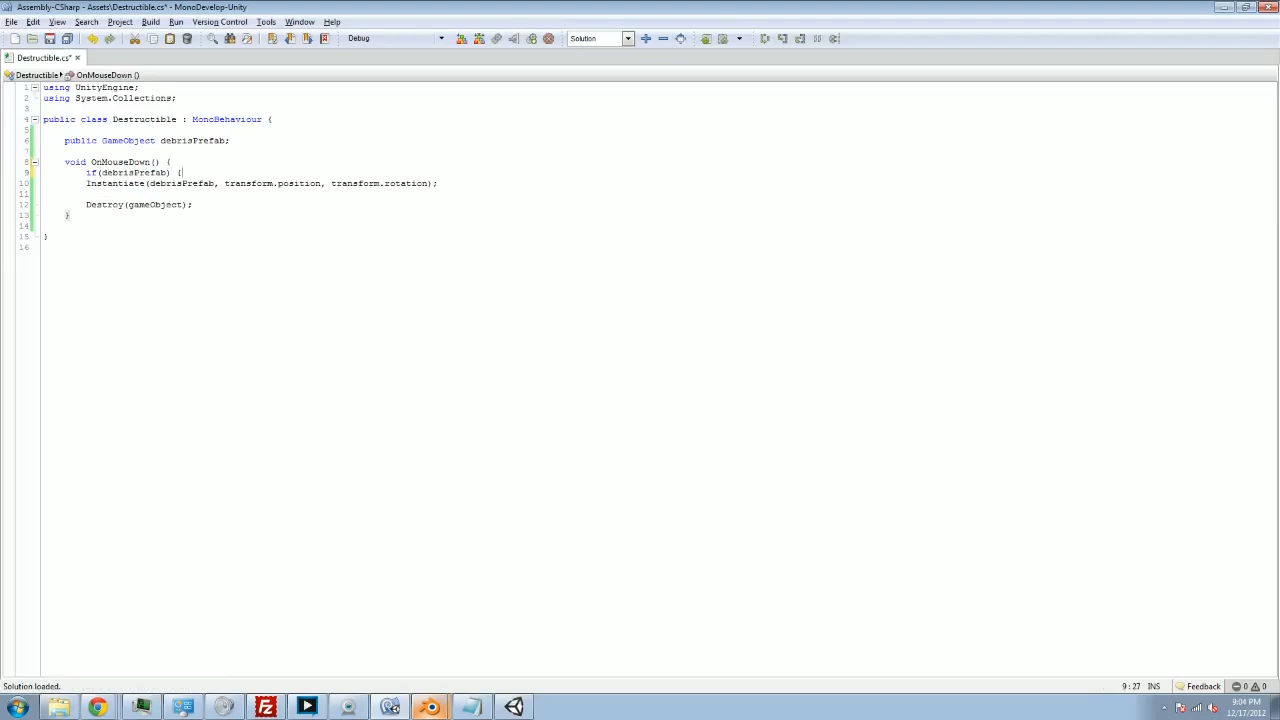 Assembly-CSharp - Assets\Destructible.cs* - MonoDevelop-Unity
File Edit View Search Project Build Run Version Control Tools Window Help
Debug Solution
Destructible.cs*
Destructible OnMouseDown ()
1 using UnityEngine;
2 using System.Collections;
3
4 public class Destructible : MonoBehaviour {
5
6 public GameObject debrisPrefab;
7
8 void OnMouseDown() {
9 if(debrisPrefab) {
10 Instantiate(debrisPrefab, transform.position, transform.rotation);
11
12 Destroy(gameObject);
13 }
14
15 }
16
Solution loaded. 9 : 27 INS Feedback 0 0
Fz
9:04 PM
12/17/2012